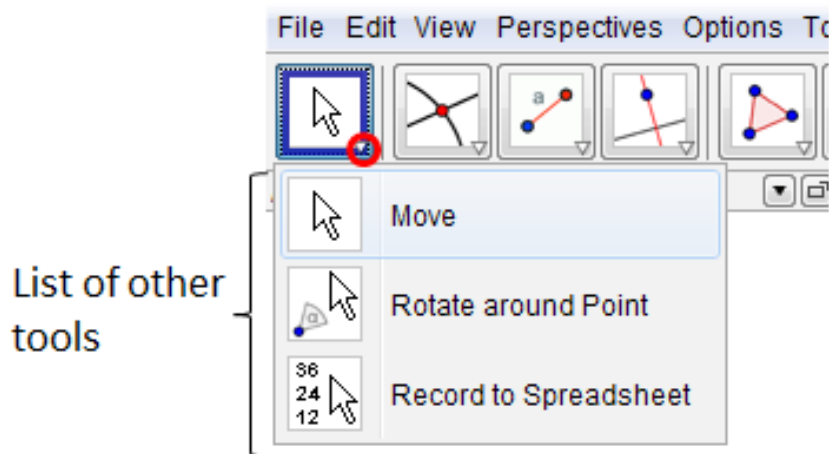 File Edit View Perspectives Options
a
Move
List of other
tools
Rotate around Point
α
36
24
12
Record to Spreadsheet